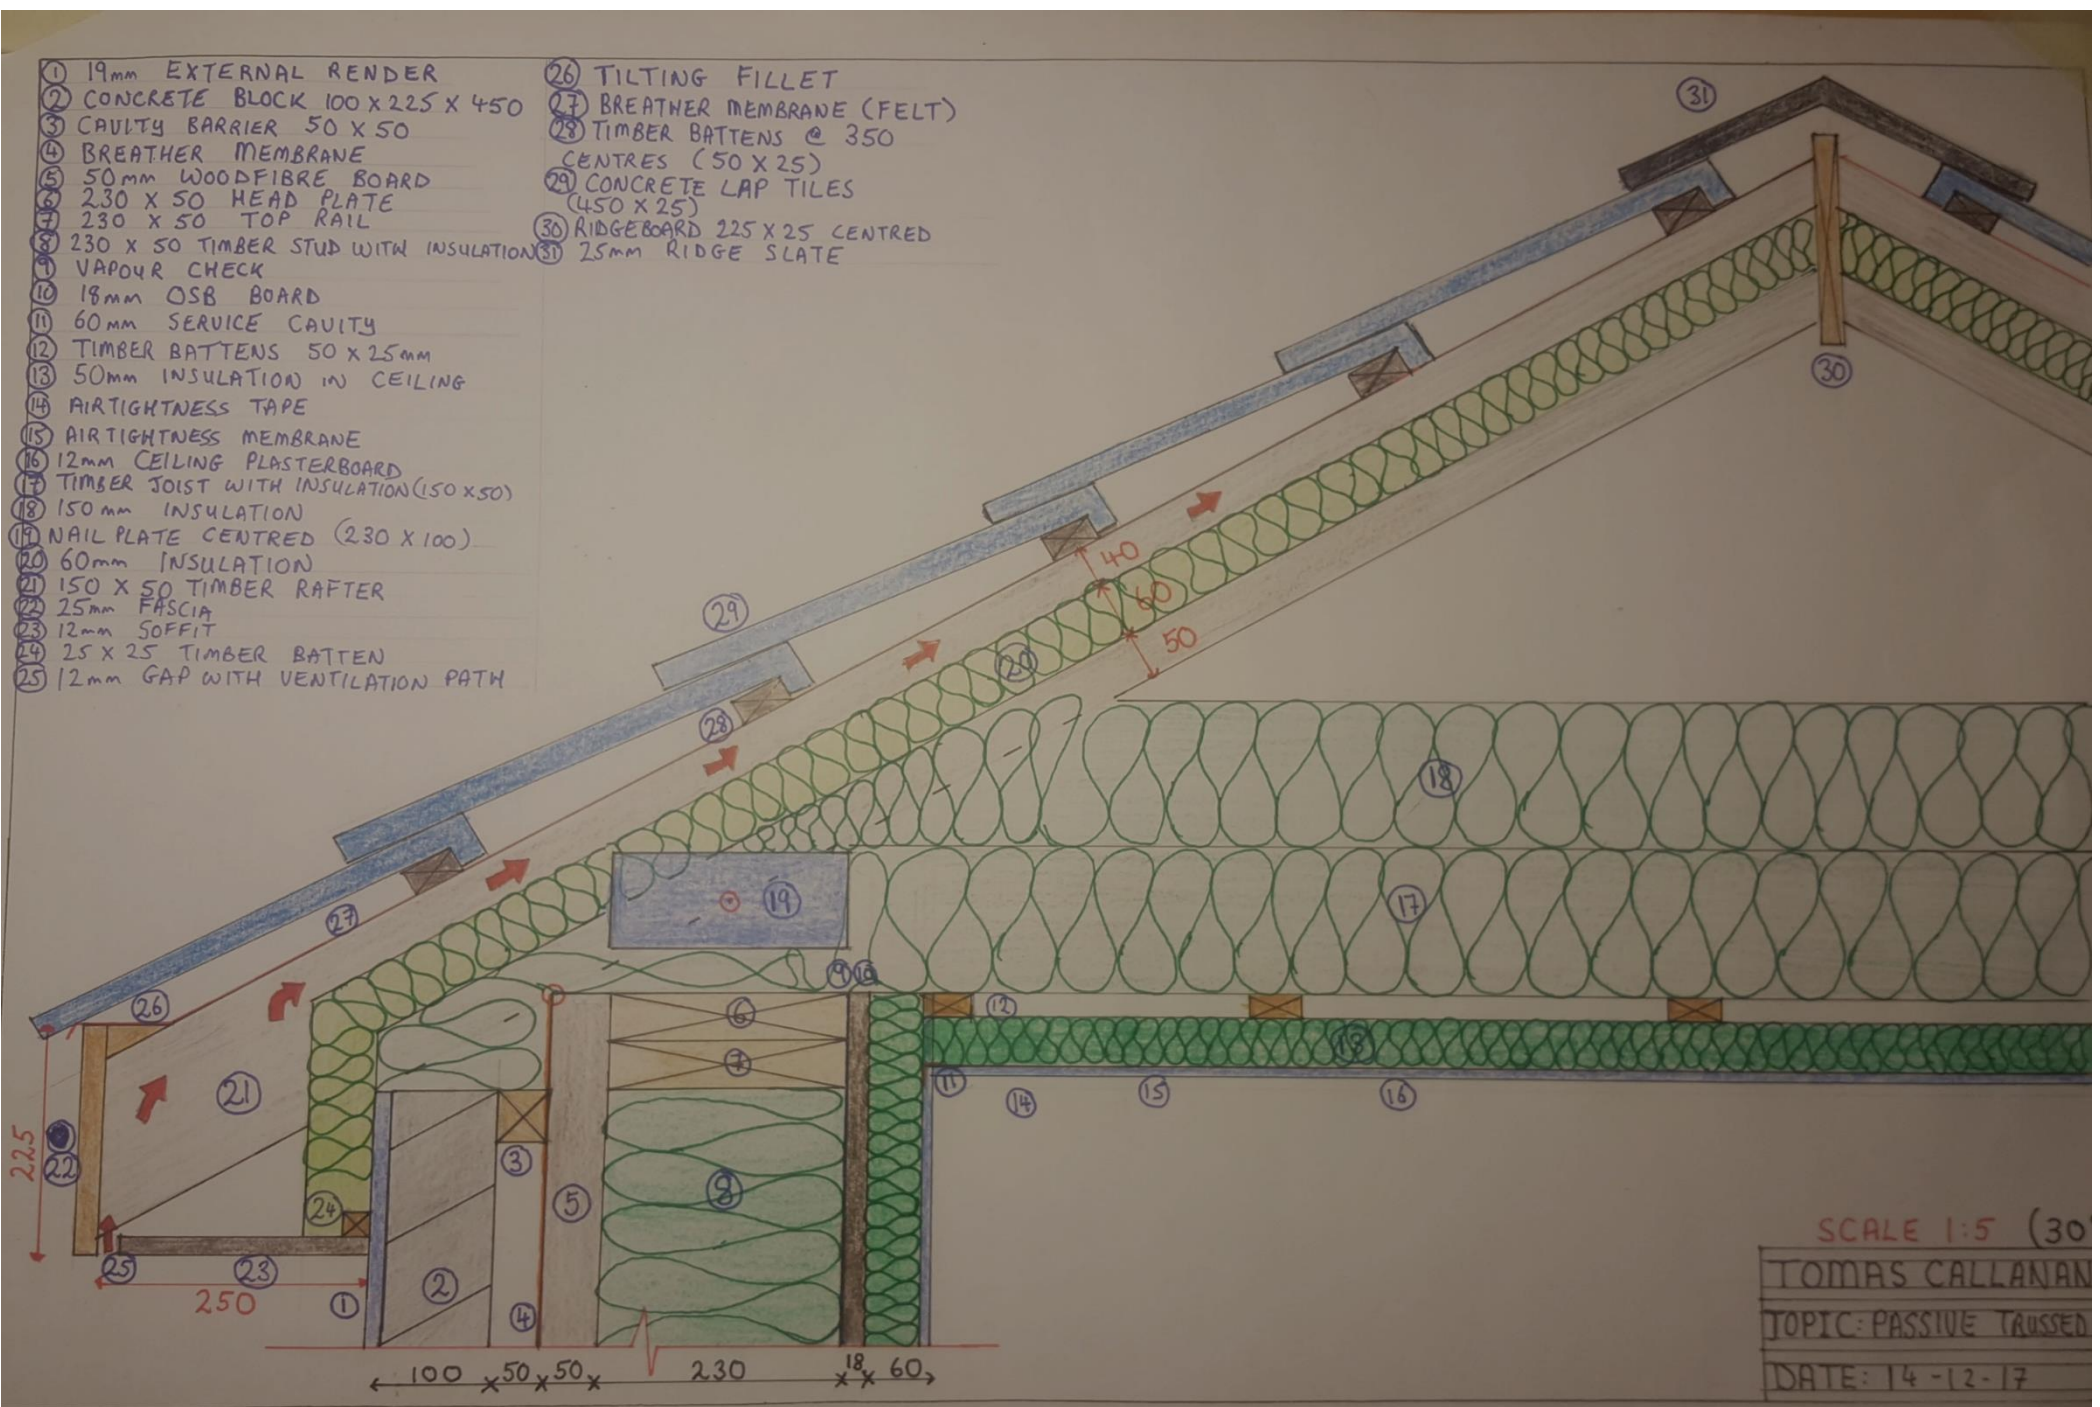 ① 19mm EXTERNAL RENDER
② CONCRETE BLOCK 100 X 225 X 450
③ CAVITY BARRIER 50 X 50
④ BREATHER MEMBRANE
⑤ 50mm WOODFIBRE BOARD
⑥ 230 X 50 HEAD PLATE
⑦ 230 X 50 TOP RAIL
⑧ 230 X 50 TIMBER STUD WITH INSULATION
⑨ VAPOUR CHECK
⑩ 18mm OSB BOARD
⑪ 60mm SERVICE CAVITY
⑫ TIMBER BATTENS 50 X 25mm
⑬ 50mm INSULATION IN CEILING
⑭ AIRTIGHTNESS TAPE
⑮ AIRTIGHTNESS MEMBRANE
⑯ 12mm CEILING PLASTERBOARD
⑰ TIMBER JOIST WITH INSULATION (150 X 50)
⑱ 150mm INSULATION
⑲ NAIL PLATE CENTRED (230 X 100)
⑳ 60mm INSULATION
㉑ 150 X 50 TIMBER RAFTER
㉒ 25mm FASCIA
㉓ 12mm SOFFIT
㉔ 25 X 25 TIMBER BATTEN
㉕ 12mm GAP WITH VENTILATION PATH
㉖ TILTING FILLET
㉗ BREATHER MEMBRANE (FELT)
㉘ TIMBER BATTENS @ 350
CENTRES (50 X 25)
㉙ CONCRETE LAP TILES
(450 X 25)
㉚ RIDGEBOARD 225 X 25 CENTRED
㉛ 25mm RIDGE SLATE
㉛
㉚
40
60
50
㉙
⑳
㉘
⑱
⑲
⑰
㉗
⑨ ⑩
㉖
⑥
⑫
⑦
⑬
⑪
⑭
⑮
⑯
㉑
225
㉒
③
⑧
⑤
㉔
㉕
㉓
250
①
②
④
100 X 50 X 50 X 230 X 18 X 60
SCALE 1:5 (30
TOMAS CALLANAN
TOPIC: PASSIVE TRUSSED
DATE: 14-12-17